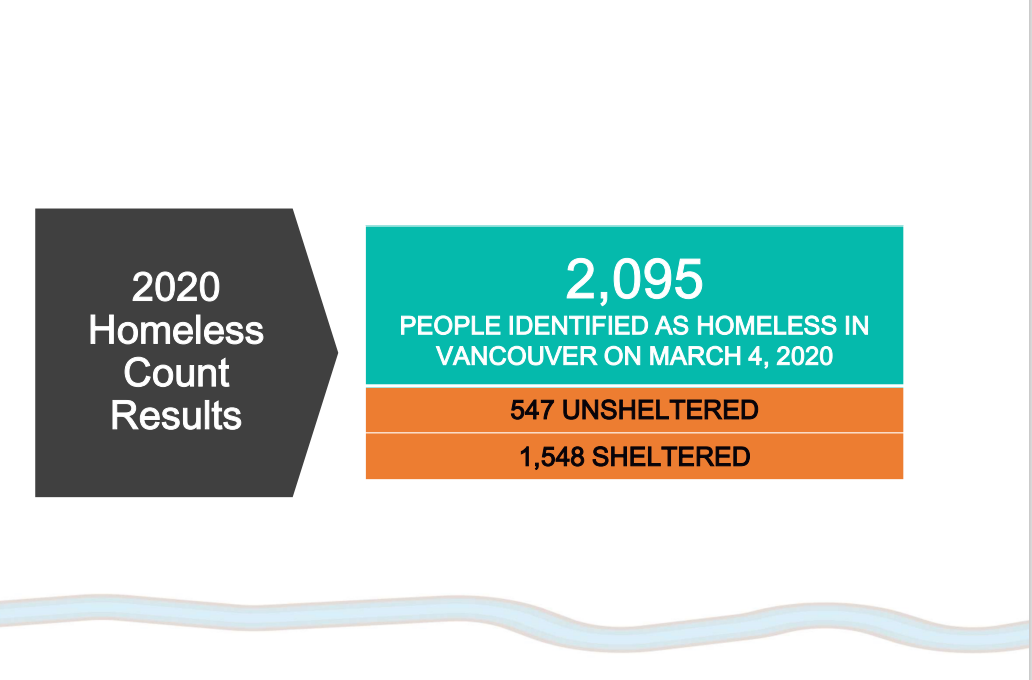 2020
Homeless
Count
Results
2,095
PEOPLE IDENTIFIED AS HOMELESS IN
VANCOUVER ON MARCH 4, 2020
547 UNSHELTERED
1,548 SHELTERED